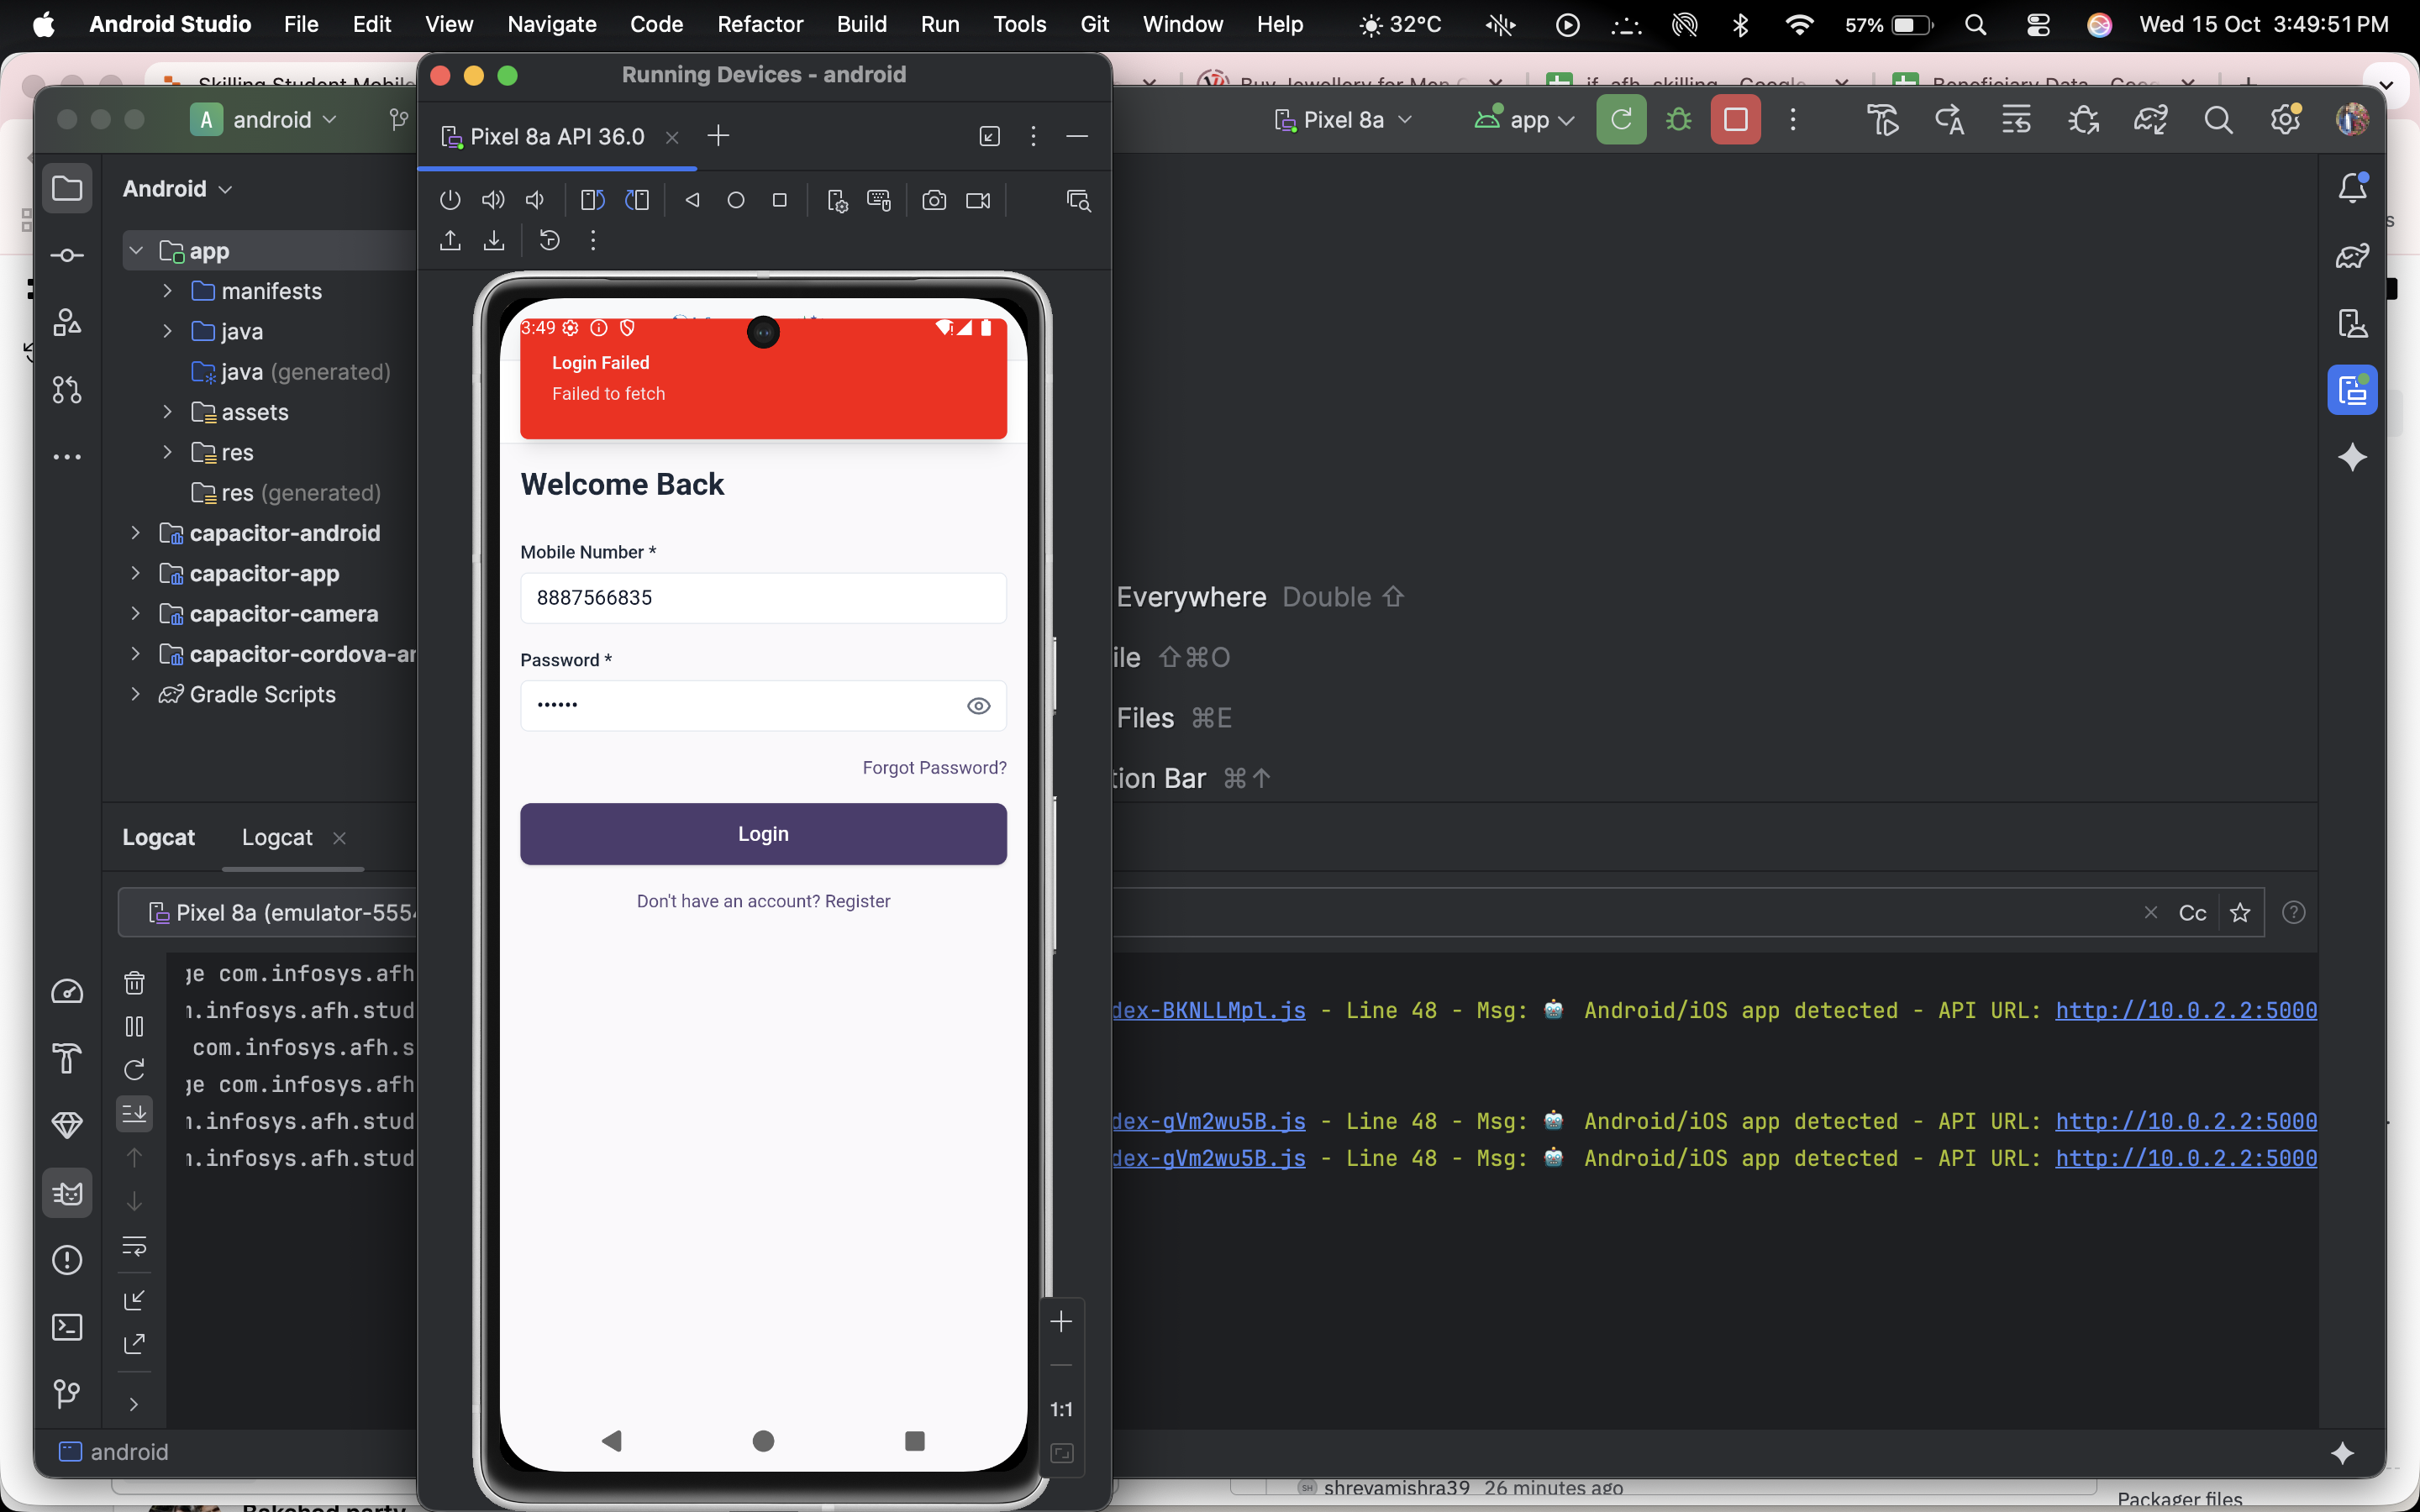 Android Studio File Edit View Navigate Code Refactor Build Run Tools Git Window Help 32°C 57% Wed 15 Oct 3:49:51 PM
Running Devices - android
A android
Pixel 8a API 36.0
Pixel 8a app
Android
app
manifests
java
java (generated)
assets
res
res (generated)
capacitor-android
capacitor-app
capacitor-camera
capacitor-cordova-an
Gradle Scripts
3:49
Login Failed
Failed to fetch
Welcome Back
Mobile Number *
8887566835
Password *
••••••
Forgot Password?
Login
Don't have an account? Register
1:1
Everywhere Double ⇧
ile ⇧⌘O
Files ⌘E
tion Bar ⌘↑
Logcat Logcat
Pixel 8a (emulator-5554
Cc
ge com.infosys.afh
n.infosys.afh.stud dex-BKNLLMpl.js - Line 48 - Msg: 🤖 Android/iOS app detected - API URL: http://10.0.2.2:5000
com.infosys.afh.s
ge com.infosys.afh
n.infosys.afh.stud dex-gVm2wu5B.js - Line 48 - Msg: 🤖 Android/iOS app detected - API URL: http://10.0.2.2:5000
n.infosys.afh.stud dex-gVm2wu5B.js - Line 48 - Msg: 🤖 Android/iOS app detected - API URL: http://10.0.2.2:5000
android
shreyamishra39 26 minutes ago
Packager files